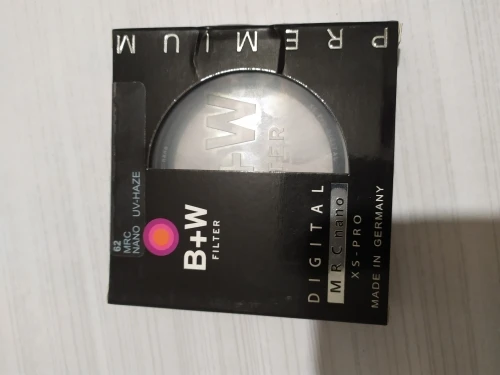 PREMIUM
+W
62
MRC
NANO UV-HAZE
B+W
FILTER
DIGITAL
MRC nano
XS-PRO
MADE IN GERMANY